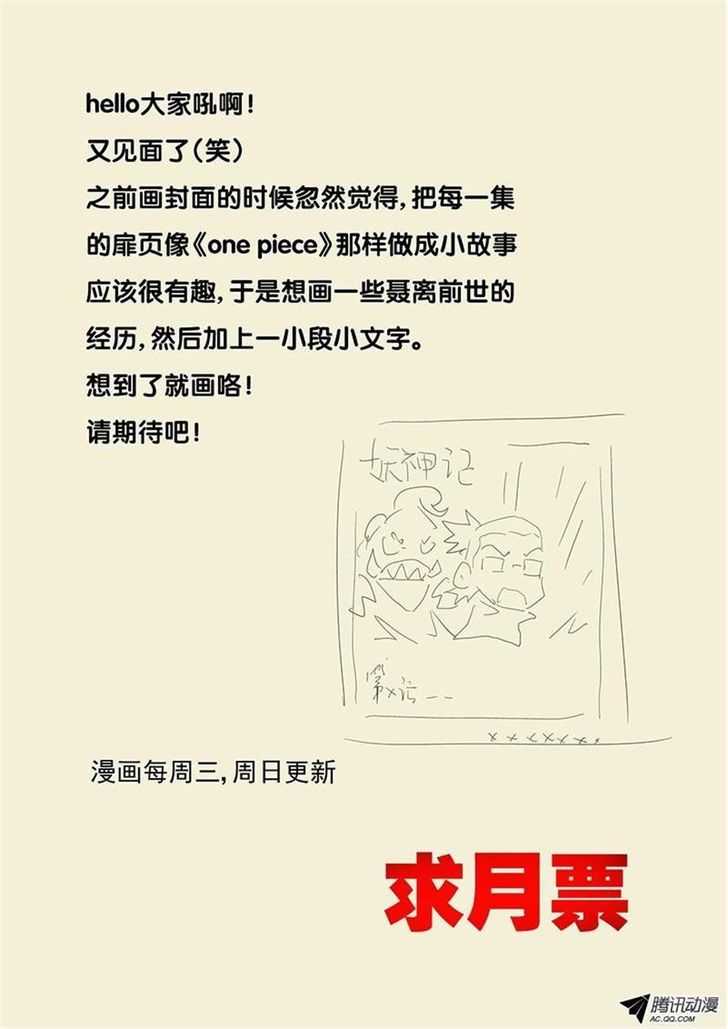 hello大家吼啊!
又见面了(笑)
之前画封面的时候忽然觉得,把每一集
的扉页像《one piece》那样做成小故事
应该很有趣,于是想画一些聂离前世的
经历,然后加上一小段小文字。
想到了就画咯!
请期待吧!
妖神记
第x话--
xxxxxxxx
漫画每周三,周日更新
求月票
腾讯动漫
AC.QQ.COM